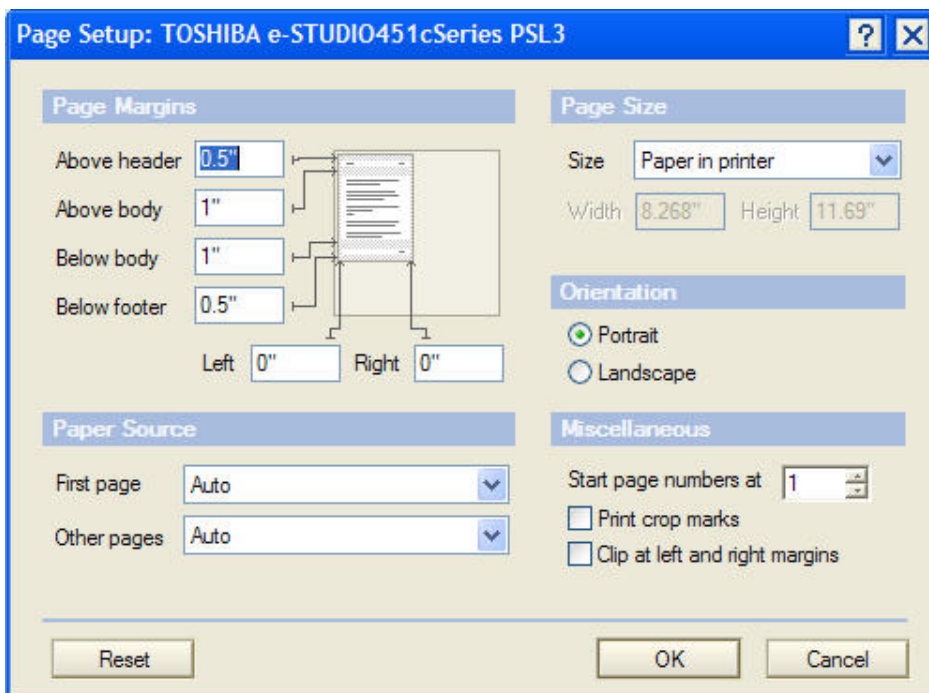 Page Setup: TOSHIBA e-STUDIO451cSeries PSL3
Page Margins
Above header 0.5"
Above body 1"
Below body 1"
Below footer 0.5"
Left 0" Right 0"
Page Size
Size Paper in printer
Width 8.268" Height 11.69"
Orientation
Portrait
Landscape
Paper Source
First page Auto
Other pages Auto
Miscellaneous
Start page numbers at 1
Print crop marks
Clip at left and right margins
Reset OK Cancel